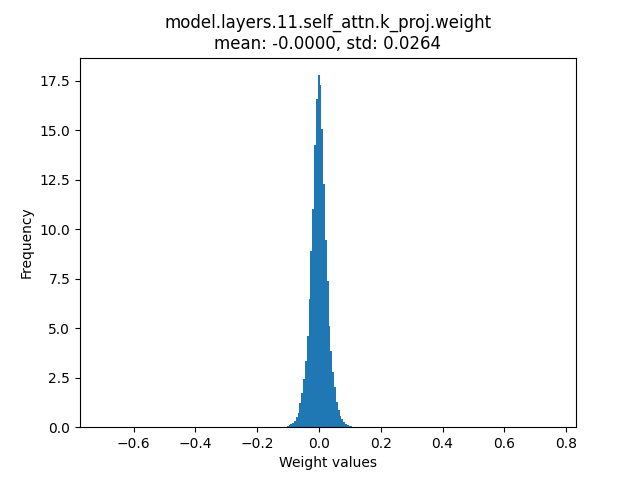 model.layers.11.self_attn.k_proj.weight
mean: -0.0000, std: 0.0264
17.5
15.0
12.5
10.0
7.5
5.0
2.5
0.0
Frequency
−0.6 −0.4 −0.2 0.0 0.2 0.4 0.6 0.8
Weight values